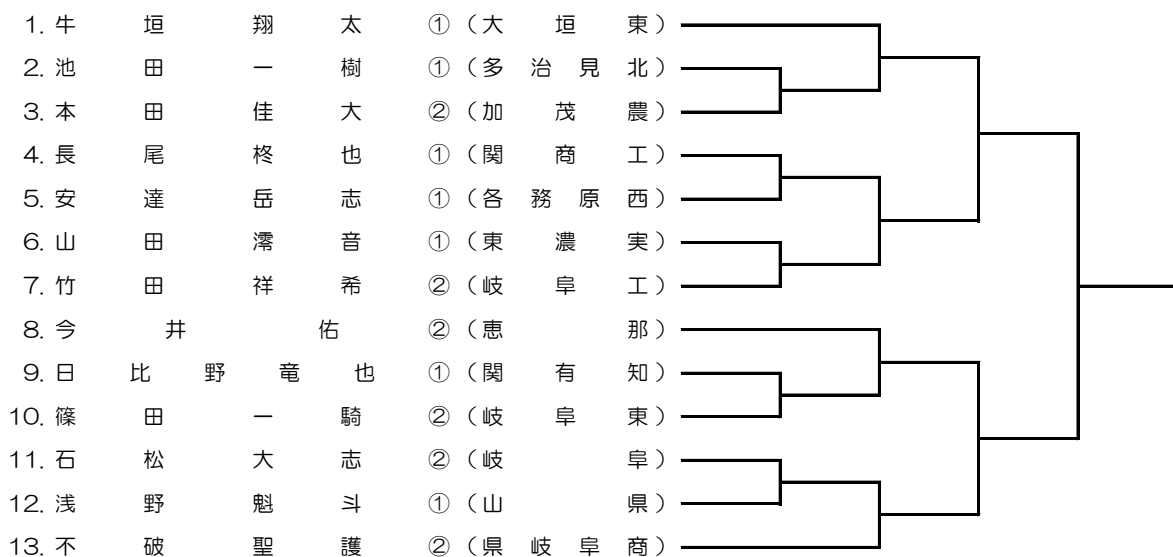 1. 牛垣翔太 ① （大垣東）
2. 池田一樹 ① （多治見北）
3. 本田佳大 ② （加茂農）
4. 長尾柊也 ① （関商工）
5. 安達岳志 ① （各務原西）
6. 山田澪音 ① （東濃実）
7. 竹田祥希 ② （岐阜工）
8. 今井佑 ② （恵那）
9. 日比野竜也 ① （関有知）
10. 篠田一騎 ② （岐阜東）
11. 石松大志 ② （岐阜）
12. 浅野魁斗 ① （山県）
13. 不破聖護 ② （県岐阜商）